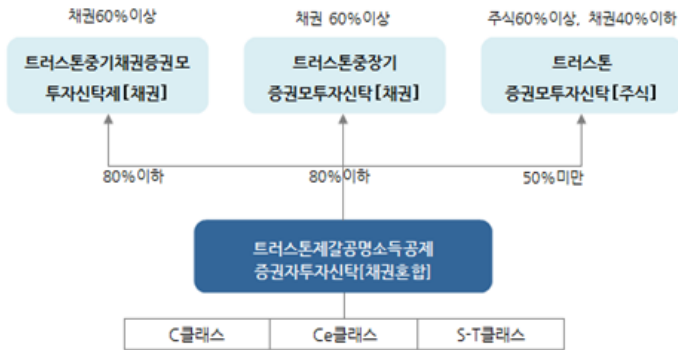 채권60%이상
채권 60%이상
주식60%이상, 채권40%이하
트러스톤중기채권증권모
투자신탁제[채권]
트러스톤중장기
증권모투자신탁[채권]
트러스톤
증권모투자신탁[주식]
80%이하
80%이하
50%미만
트러스톤제갈공명소득공제
증권자투자신탁[채권혼합]
C클래스
Ce클래스
S-T클래스